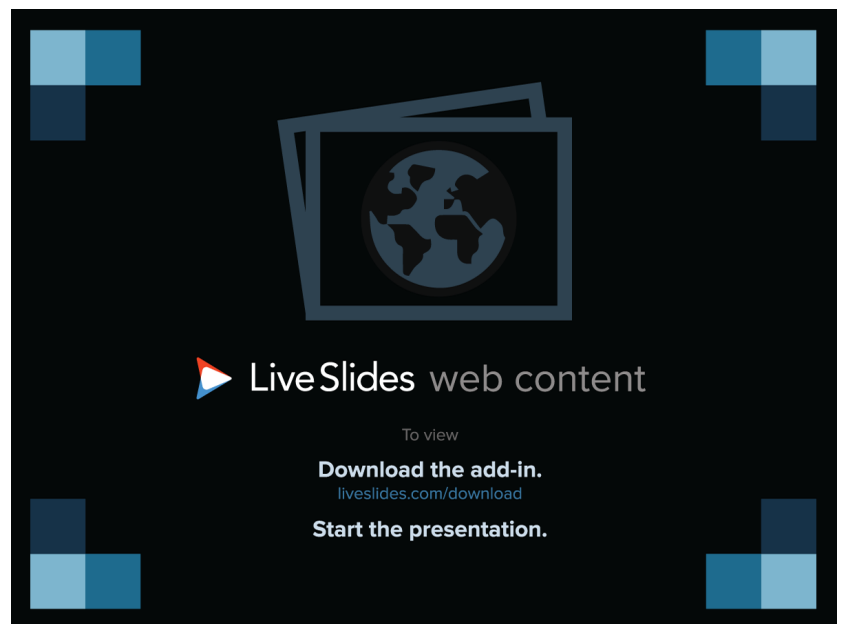 LiveSlides web content
To view
Download the add-in.
liveslides.com/download
Start the presentation.